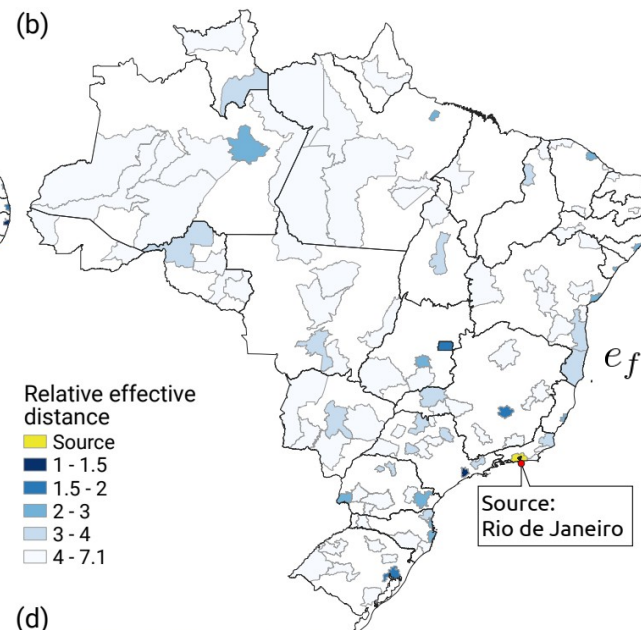 (b)
e f
Relative effective
distance
Source
1 - 1.5
1.5 - 2
2 - 3
3 - 4
4 - 7.1
Source:
Rio de Janeiro
(d)